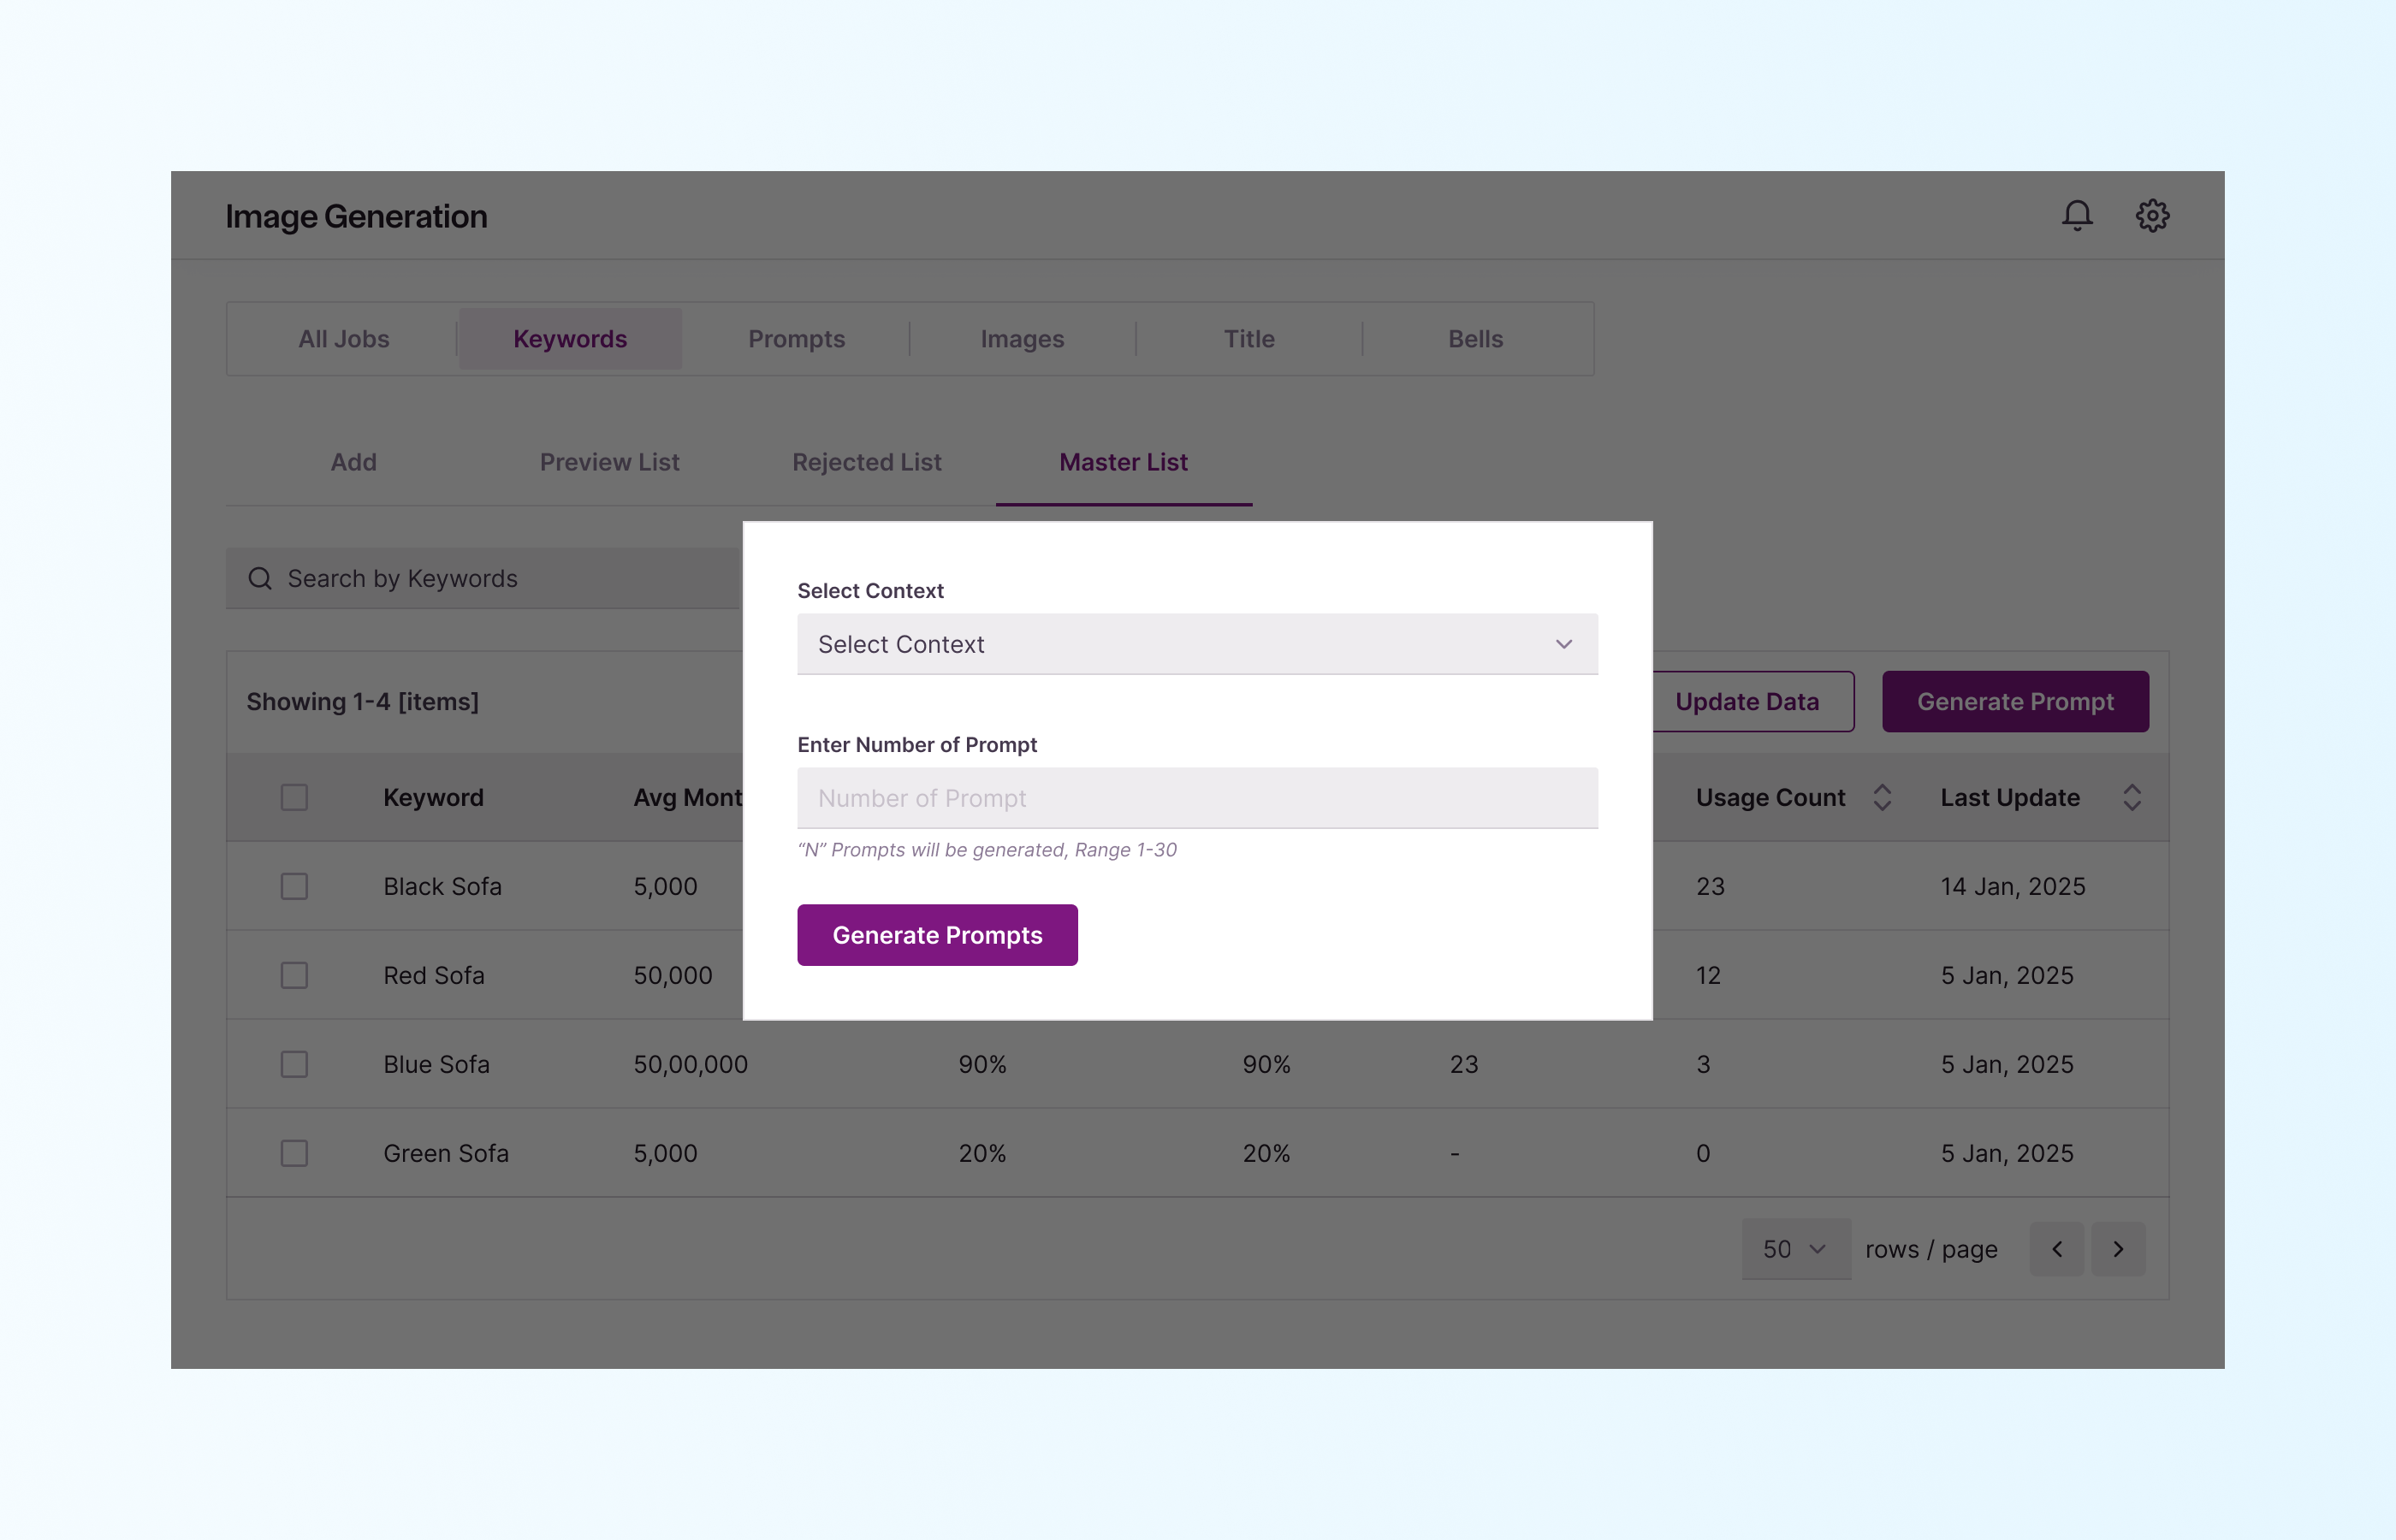 Image Generation
All Jobs Keywords Prompts Images Title Bells
Add Preview List Rejected List Master List
Search by Keywords
Select Context
Select Context
Showing 1-4 [items] Update Data Generate Prompt
Enter Number of Prompt
Number of Prompt
“N” Prompts will be generated, Range 1-30
Generate Prompts
Keyword Avg Mont Usage Count Last Update
Black Sofa 5,000 23 14 Jan, 2025
Red Sofa 50,000 12 5 Jan, 2025
Blue Sofa 50,00,000 90% 90% 23 3 5 Jan, 2025
Green Sofa 5,000 20% 20% - 0 5 Jan, 2025
50 rows / page